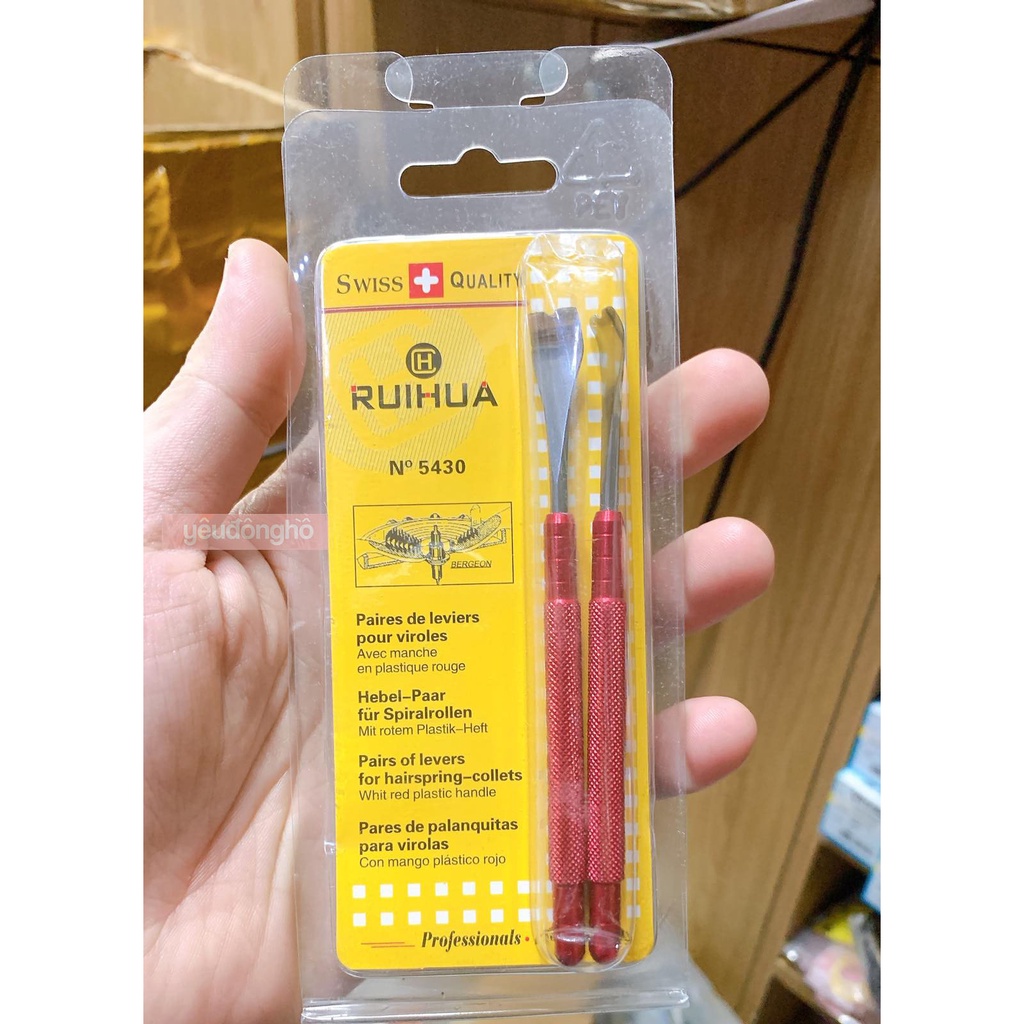 PET
SWISS QUALITY
RUIHUA
Nº 5430
yêuđônghô
BERGEON
Paires de leviers
pour viroles
Avec manche
en plastique rouge
Hebel–Paar
für Spiralrollen
Mit rotem Plastik–Heft
Pairs of levers
for hairspring–collets
Whit red plastic handle
Pares de palanquitas
para virolas
Con mango plástico rojo
Professionals